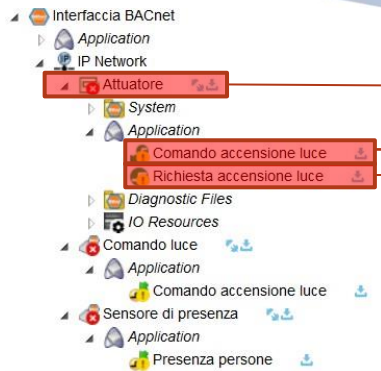 Interfaccia BACnet
Application
IP Network
Attuatore
System
Application
Comando accensione luce
Richiesta accensione luce
Diagnostic Files
IO Resources
Comando luce
Application
Comando accensione luce
Sensore di presenza
Application
Presenza persone